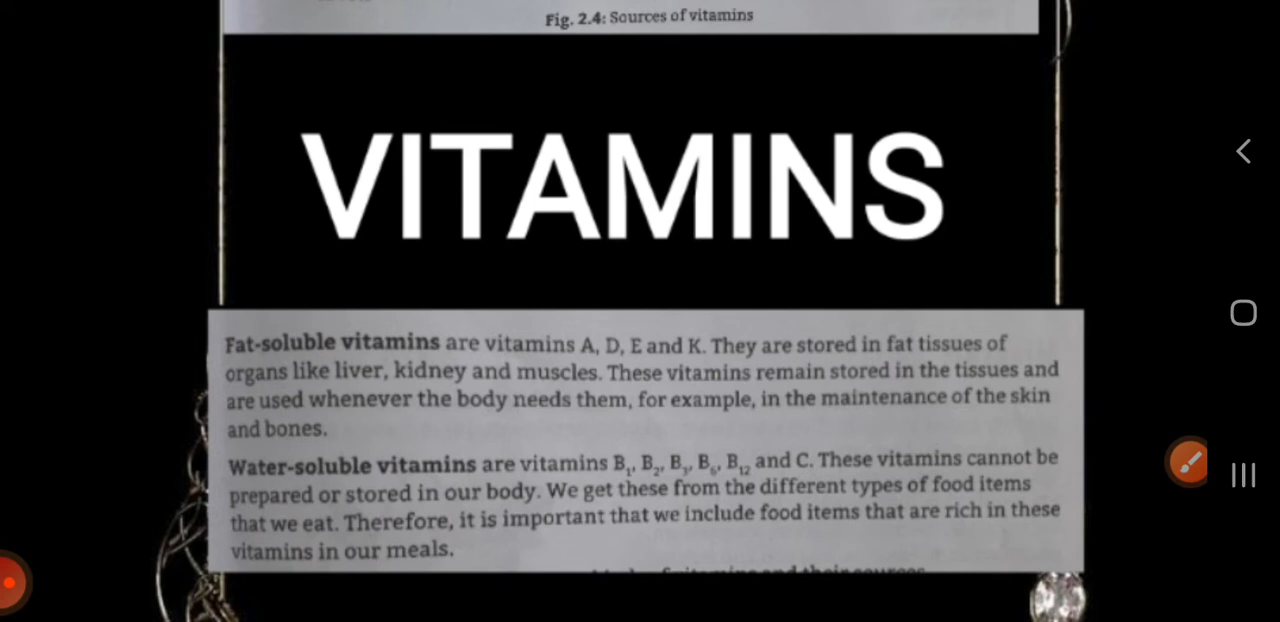 Fig. 2.4: Sources of vitamins
VITAMINS
Fat-soluble vitamins are vitamins A, D, E and K. They are stored in fat tissues of
organs like liver, kidney and muscles. These vitamins remain stored in the tissues and
are used whenever the body needs them, for example, in the maintenance of the skin
and bones.
Water-soluble vitamins are vitamins B₁, B₂, B₃, B₆, B₁₂ and C. These vitamins cannot be
prepared or stored in our body. We get these from the different types of food items
that we eat. Therefore, it is important that we include food items that are rich in these
vitamins in our meals.
vitamins and their sources